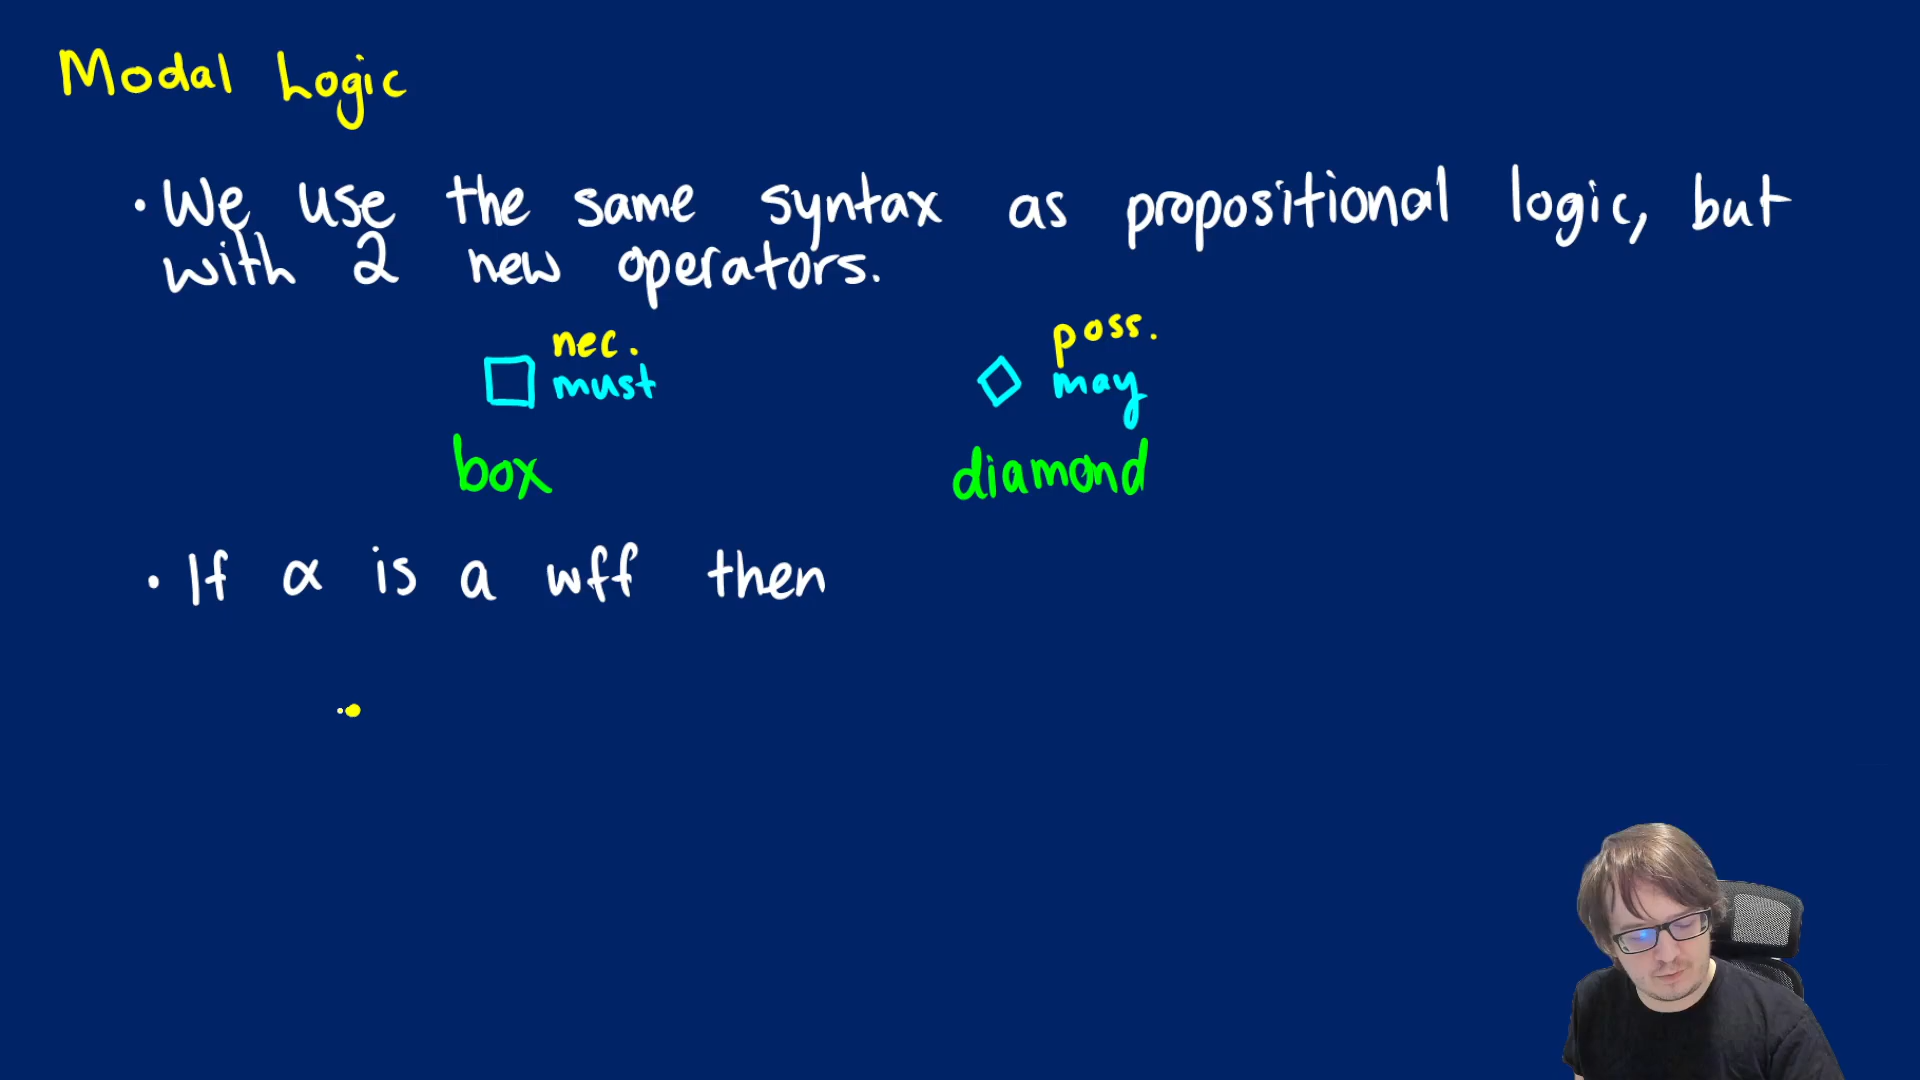 Modal Logic
• We use the same syntax as propositional logic, but
with 2 new operators.
nec. poss.
□ must ◇ may
box diamond
• If α is a wff then